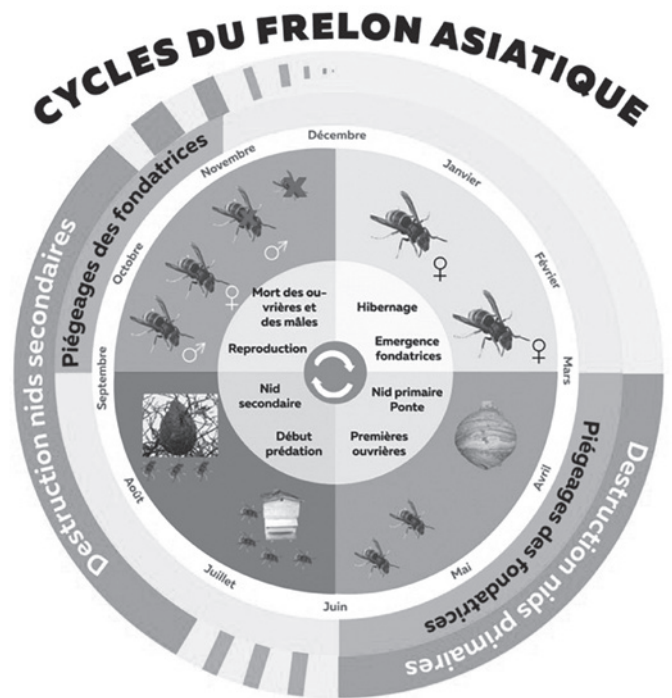 CYCLES DU FRELON ASIATIQUE
Décembre
Janvier
Février
Mars
Avril
Mai
Juin
Juillet
Août
Septembre
Octobre
Novembre
Piégeages des fondatrices
Destruction nids secondaires
Piégeages des fondatrices
Destruction nids primaires
Mort des ou-
vrières et
des mâles
Reproduction
Hibernage
Emergence
fondatrices
Nid
secondaire
Début
prédation
Nid primaire
Ponte
Premières
ouvrières